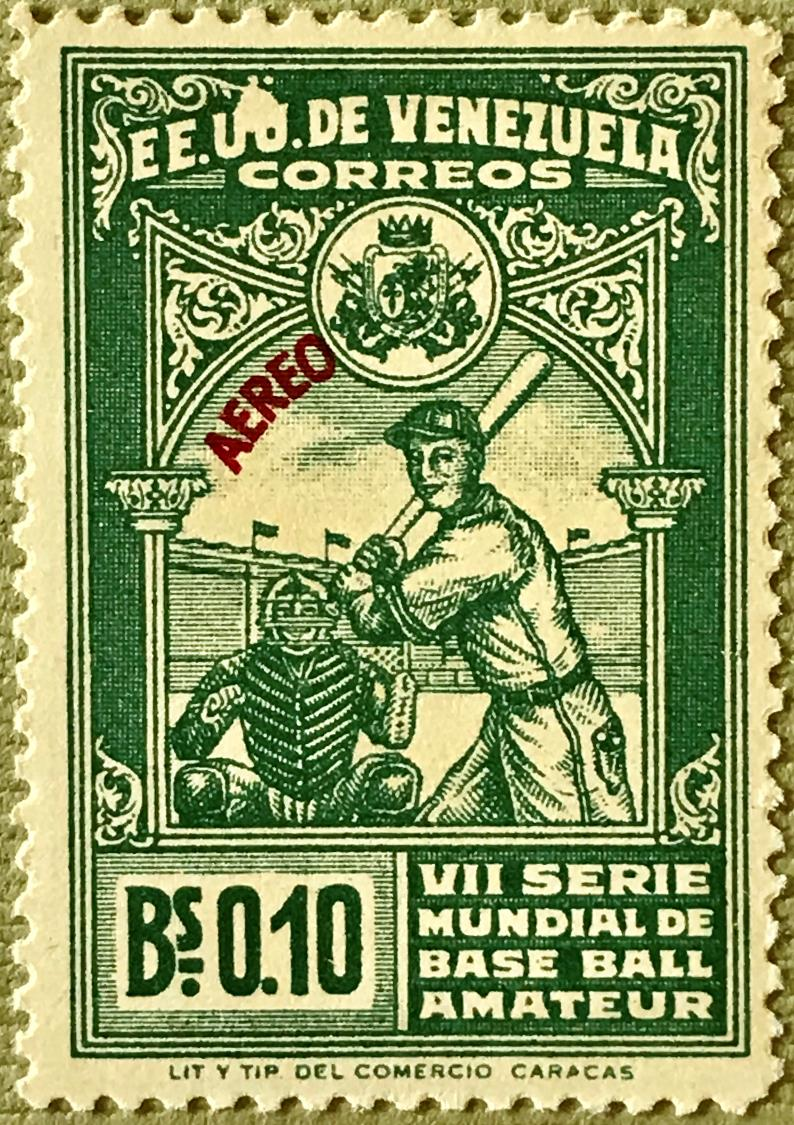 EE.UU.DE VENEZUELA
CORREOS
AEREO
Bs 0.10
VII SERIE
MUNDIAL DE
BASE BALL
AMATEUR
LIT Y TIP. DEL COMERCIO CARACAS